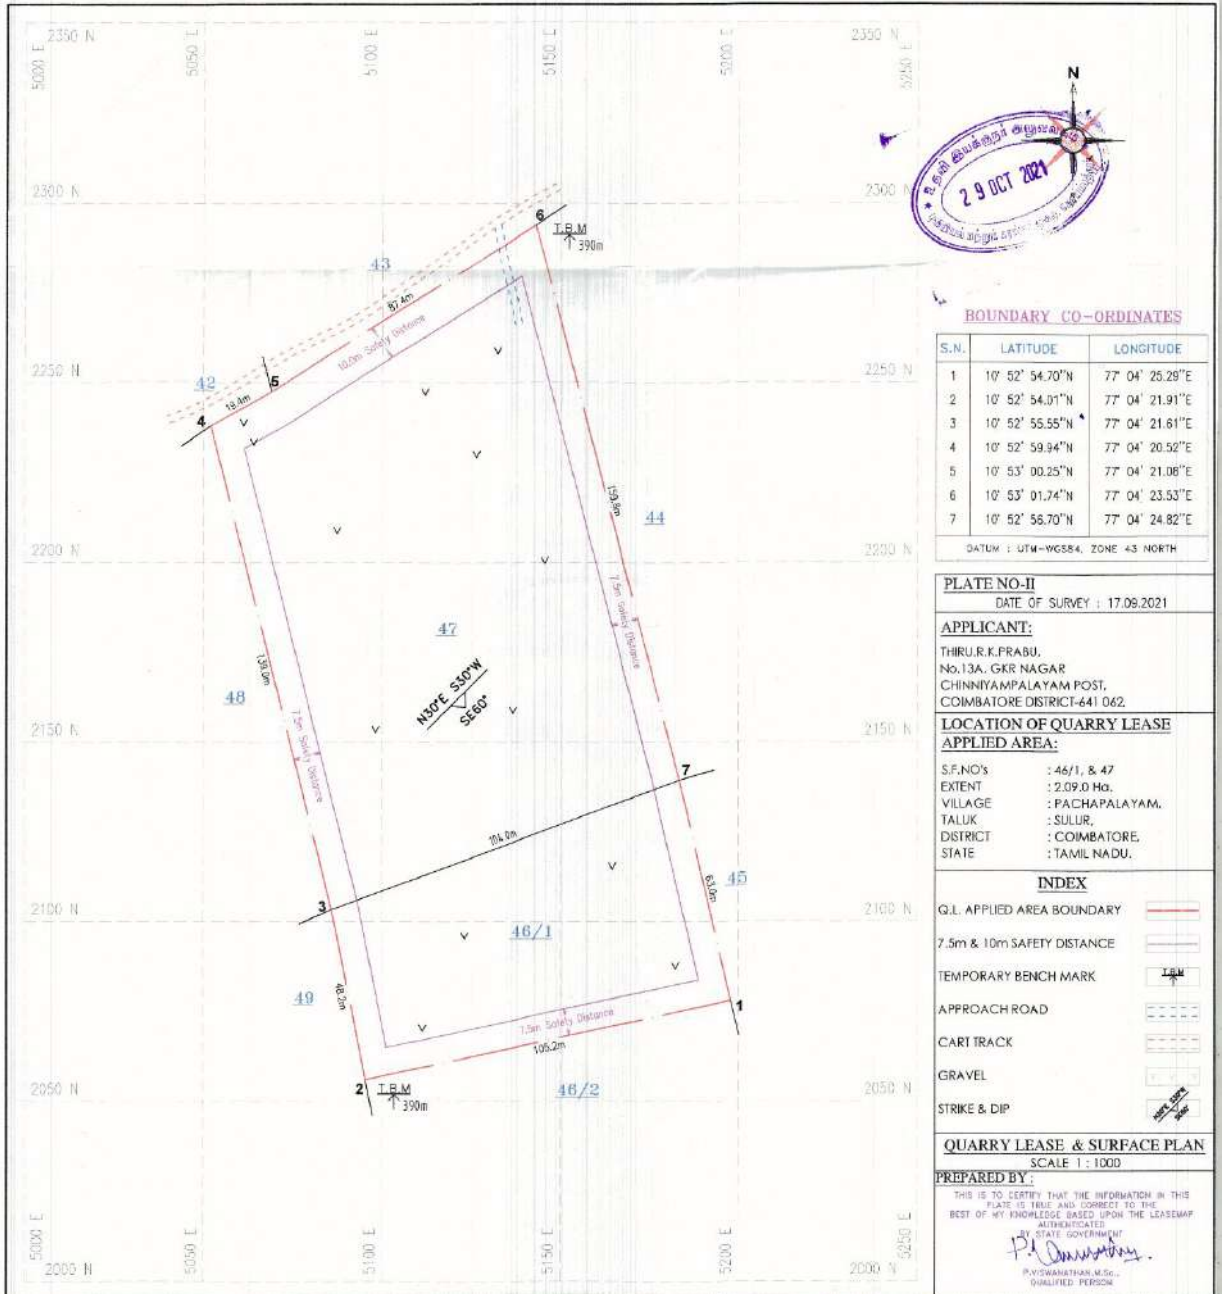 2350 N
2350 N
5000 E
5050 E
5100 E
5150 E
5200 E
5250 E
N
29 OCT 2021
2300 N
2300 N
6
T.B.M
390m
43
87.4m
10.0m Safety Distance
2250 N
2250 N
42
5
19.4m
4
159.8m
44
2200 N
2200 N
7.5m Safety Distance
47
139.0m
48
N30°E S30°W
SE60°
2150 N
2150 N
7.5m Safety Distance
7
104.0m
63.0m
45
3
2100 N
2100 N
46/1
49
48.2m
1
7.5m Safety Distance
105.2m
2
T.B.M
390m
46/2
2050 N
2050 N
5000 E
5050 E
5100 E
5150 E
5200 E
5250 E
2000 N
2000 N
BOUNDARY CO-ORDINATES
S.N. LATITUDE LONGITUDE
1 10° 52' 54.70"N 77° 04' 25.29"E
2 10° 52' 54.01"N 77° 04' 21.91"E
3 10° 52' 55.55"N 77° 04' 21.61"E
4 10° 52' 59.94"N 77° 04' 20.52"E
5 10° 53' 00.25"N 77° 04' 21.08"E
6 10° 53' 01.74"N 77° 04' 23.53"E
7 10° 52' 56.70"N 77° 04' 24.82"E
DATUM : UTM-WGS84, ZONE 43 NORTH
PLATE NO-II
DATE OF SURVEY : 17.09.2021
APPLICANT:
THIRU.R.K.PRABU,
No.13A, GKR NAGAR
CHINNIYAMPALAYAM POST,
COIMBATORE DISTRICT-641 062.
LOCATION OF QUARRY LEASE
APPLIED AREA:
S.F.NO's : 46/1, & 47
EXTENT : 2.09.0 Ha.
VILLAGE : PACHAPALAYAM,
TALUK : SULUR,
DISTRICT : COIMBATORE,
STATE : TAMIL NADU.
INDEX
Q.L. APPLIED AREA BOUNDARY
7.5m & 10m SAFETY DISTANCE
TEMPORARY BENCH MARK T.B.M
APPROACH ROAD
CART TRACK
GRAVEL
STRIKE & DIP N30°E S30°W SE60°
QUARRY LEASE & SURFACE PLAN
SCALE 1 : 1000
PREPARED BY :
THIS IS TO CERTIFY THAT THE INFORMATION IN THIS
PLATE IS TRUE AND CORRECT TO THE
BEST OF MY KNOWLEDGE BASED UPON THE LEASEMAP
AUTHENTICATED
BY STATE GOVERNMENT
P.VISWANATHAN,M.Sc.,
QUALIFIED PERSON